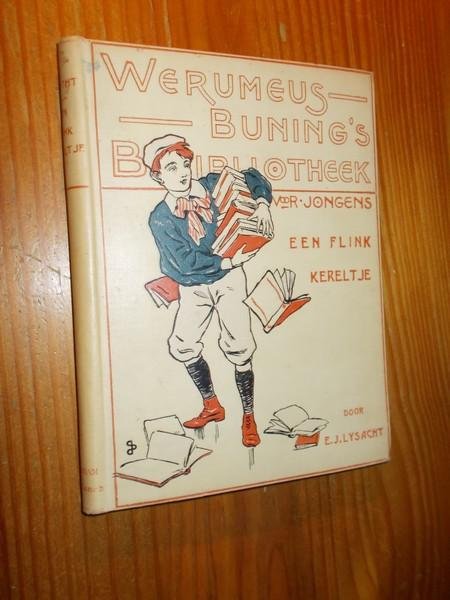 WERUMEUS
BUNING'S
BIBLIOTHEEK
VOOR·JONGENS
EEN FLINK
KERELTJE
DOOR
E.J. LYSACHT